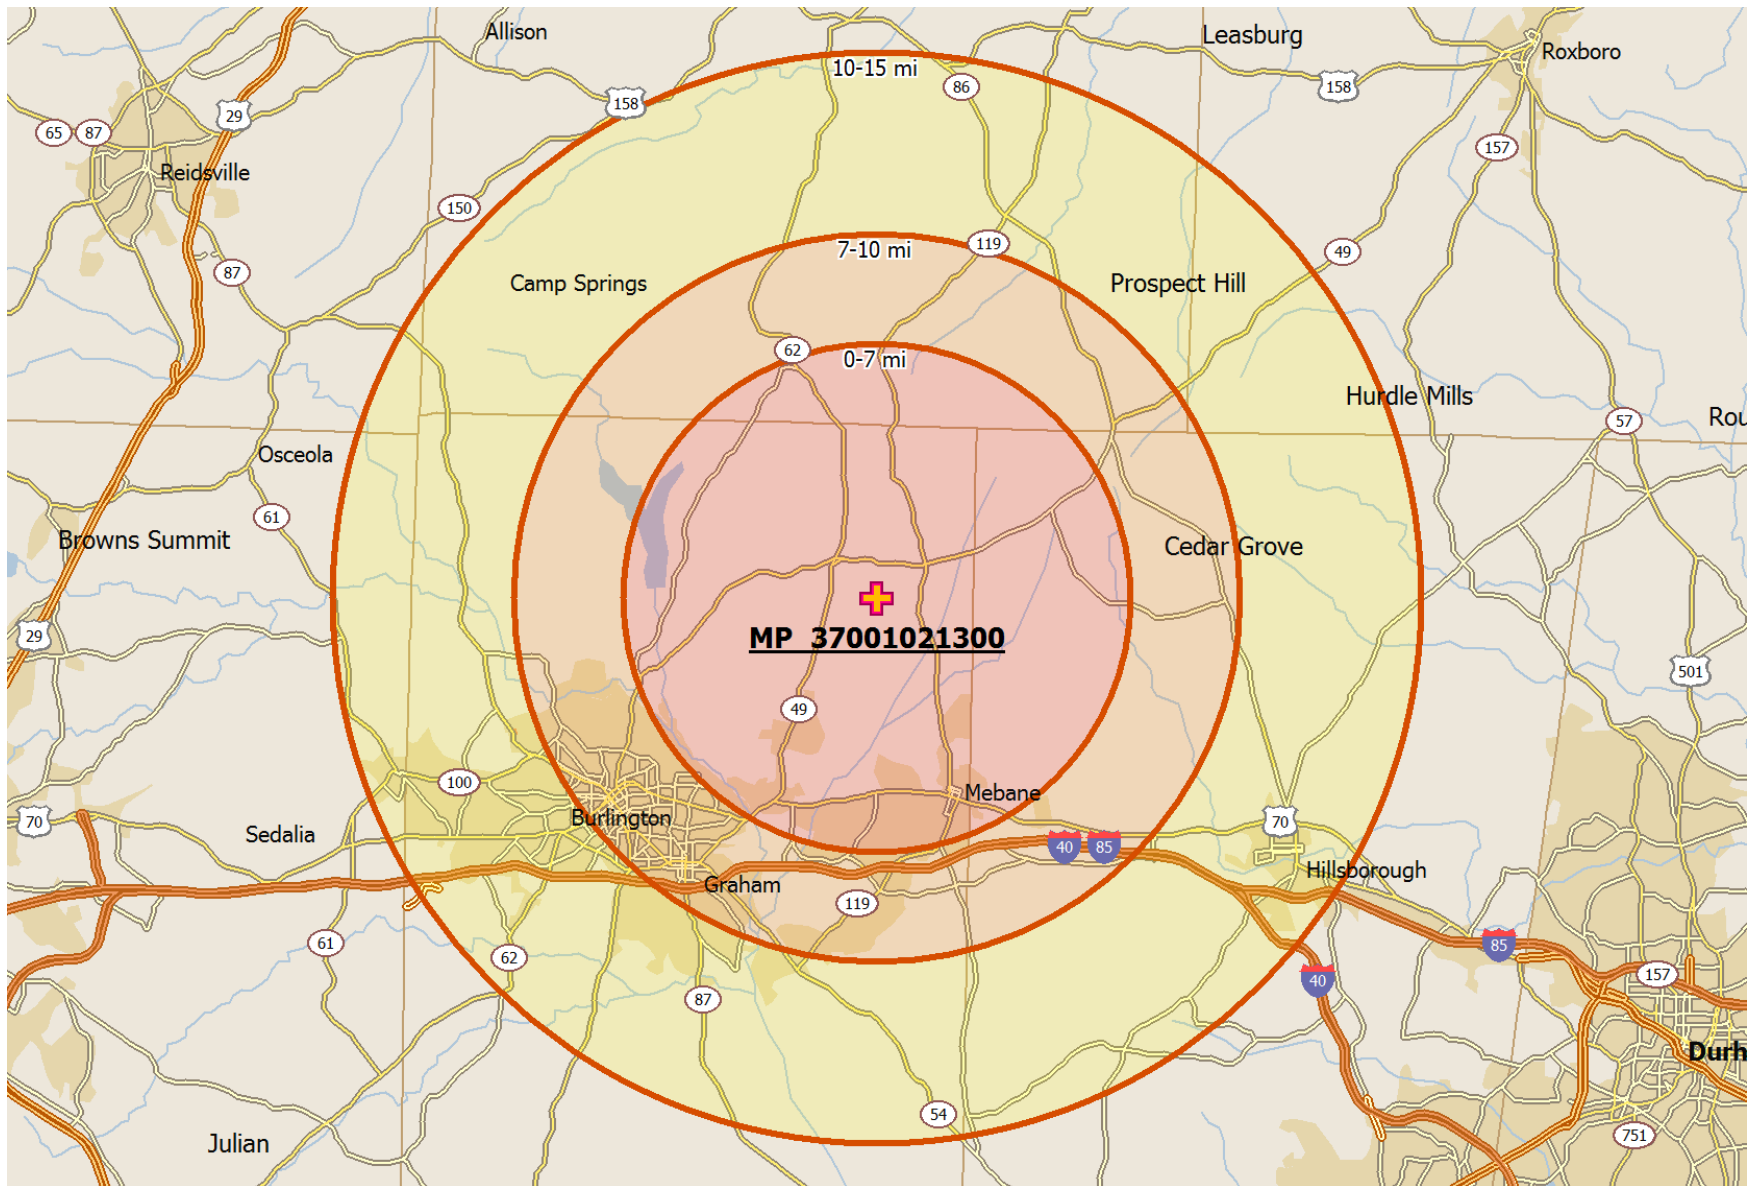 Allison
Leasburg
Roxboro
10-15 mi
86
158
158
29
65
87
157
Reidsville
150
119
7-10 mi
49
87
Camp Springs
Prospect Hill
62
0-7 mi
Hurdle Mills
57
Rou
Osceola
61
Browns Summit
Cedar Grove
29
MP 37001021300
501
49
100
Mebane
70
Burlington
70
Sedalia
40
85
Graham
Hillsborough
119
61
62
85
157
40
87
Durh
54
751
Julian